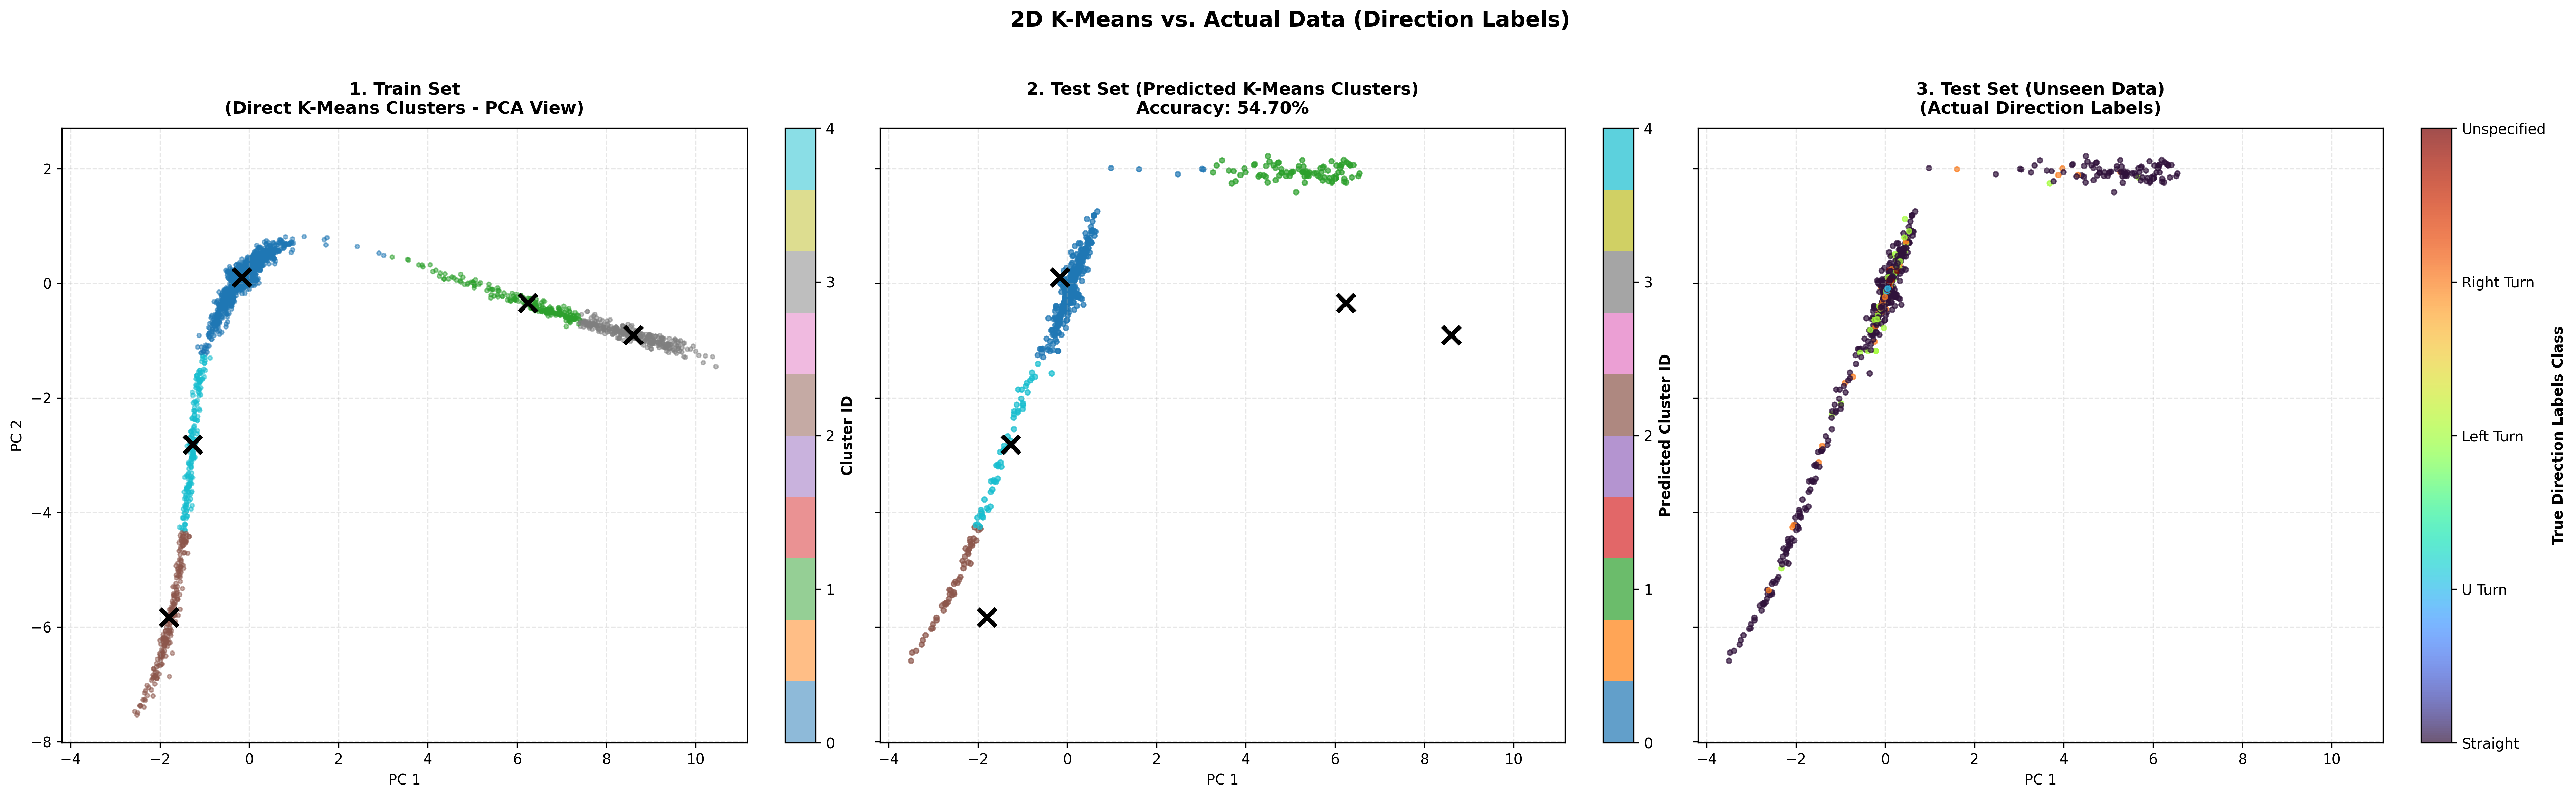 2D K-Means vs. Actual Data (Direction Labels)
1. Train Set
(Direct K-Means Clusters - PCA View)
2
0
−2
−4
−6
−8
PC 2
−4
−2
0
2
4
6
8
10
PC 1
4
3
2
1
0
Cluster ID
2. Test Set (Predicted K-Means Clusters)
Accuracy: 54.70%
−4
−2
0
2
4
6
8
10
PC 1
4
3
2
1
0
Predicted Cluster ID
3. Test Set (Unseen Data)
(Actual Direction Labels)
−4
−2
0
2
4
6
8
10
PC 1
Unspecified
Right Turn
Left Turn
U Turn
Straight
True Direction Labels Class